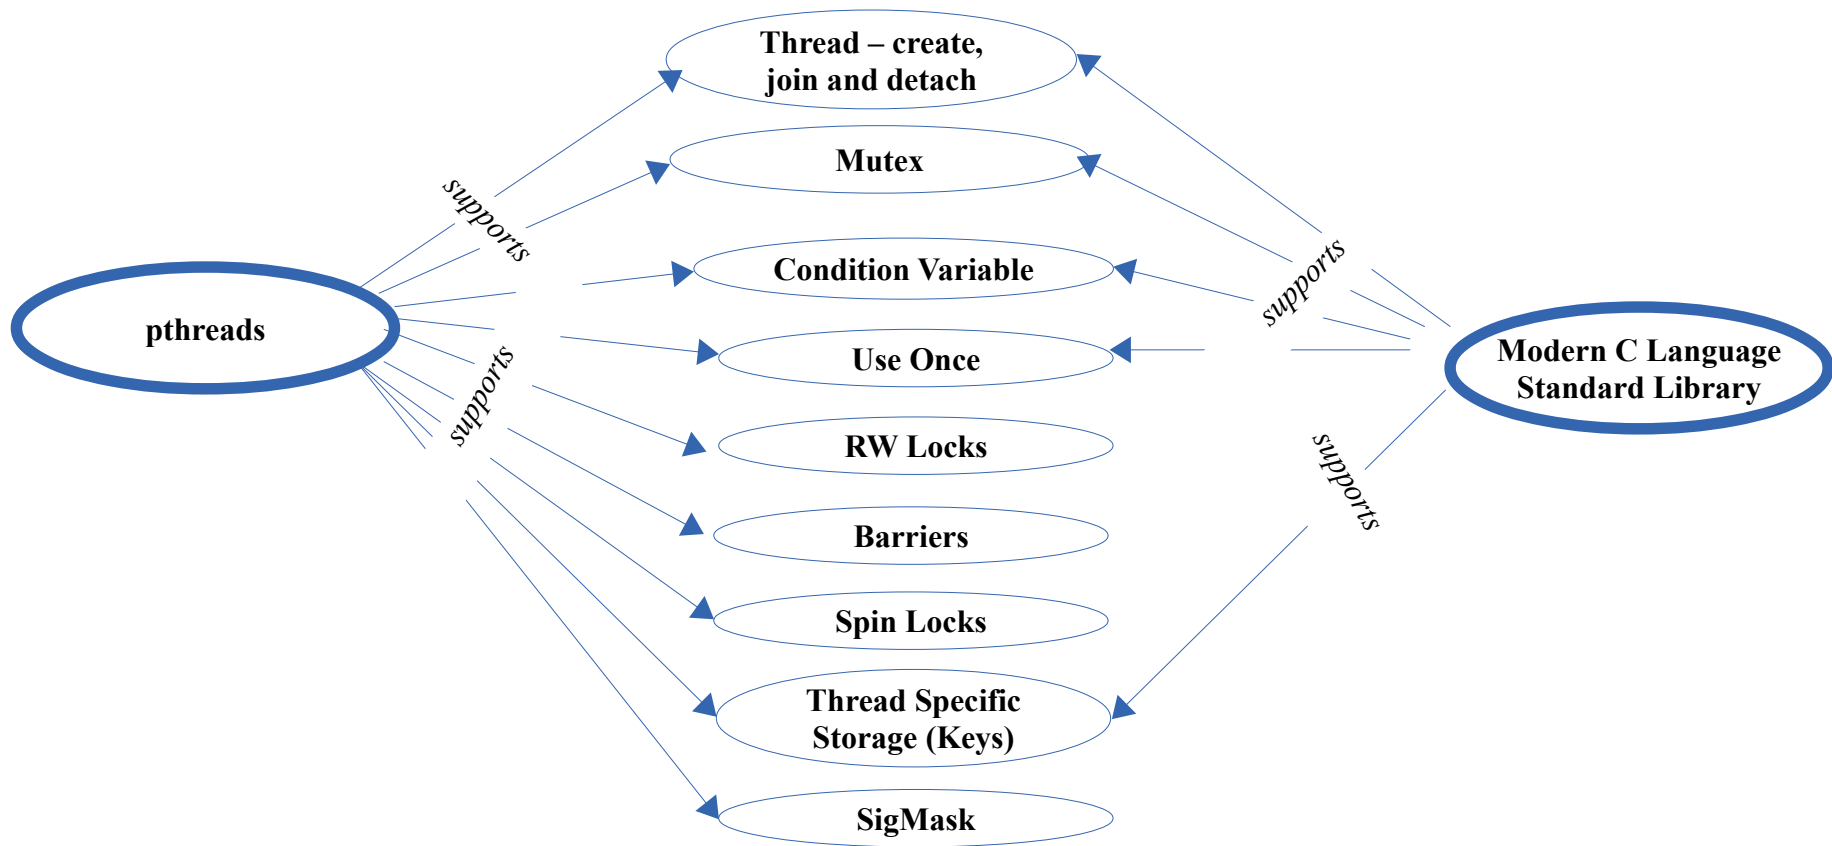 Thread – create,
join and detach
Mutex
supports
Condition Variable
supports
pthreads
Use Once
Modern C Language
Standard Library
supports
RW Locks
supports
Barriers
Spin Locks
Thread Specific
Storage (Keys)
SigMask